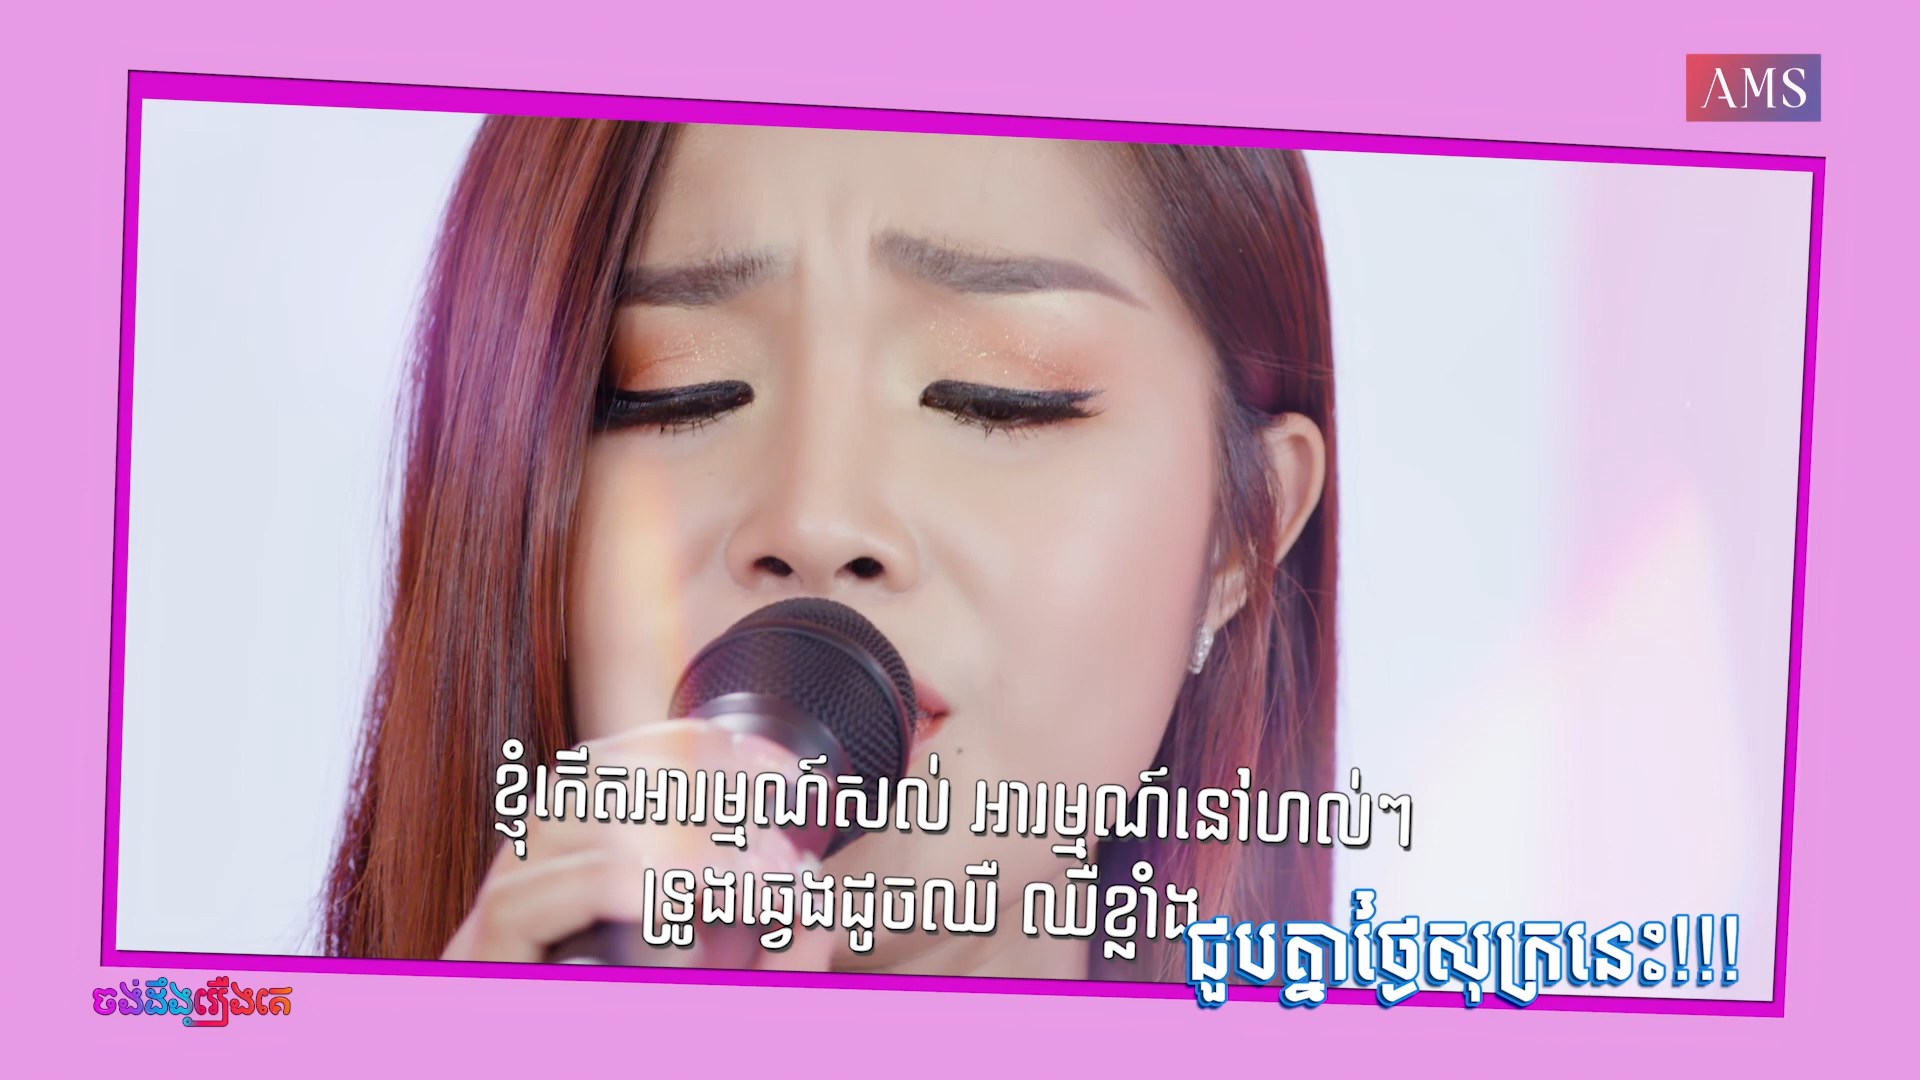 AMS
ខ្ញុំកើតអារម្មណ៍សល់ អារម្មណ៍នៅហល់ៗ
ទ្រូងឆ្វេងដូចឈឺ ឈឺខ្លាំង
ជួបគ្នាថ្ងៃសុក្រនេះ!!!
ចង់ដឹងរឿងគេ